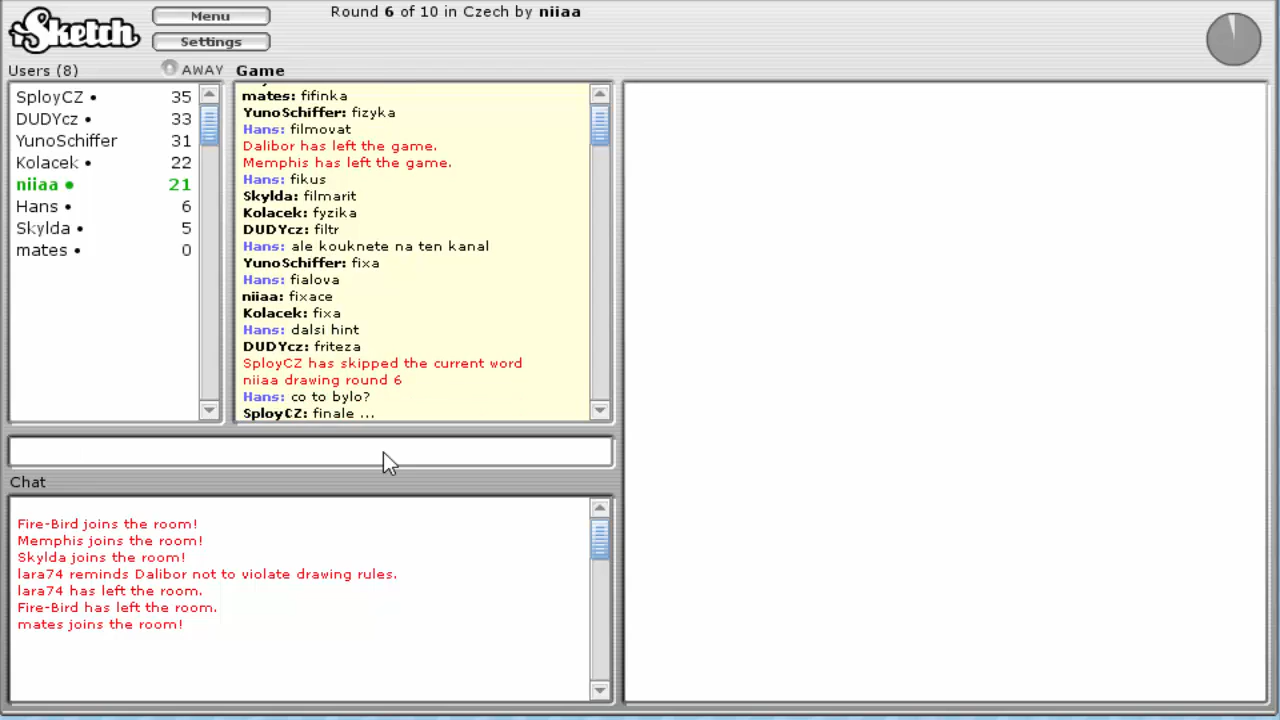 iSketch
Menu
Settings
Round 6 of 10 in Czech by niiaa
Users (8)
AWAY
SployCZ • 35
DUDYcz • 33
YunoSchiffer 31
Kolacek • 22
niiaa • 21
Hans • 6
Skylda • 5
mates • 0
Game
mates: fifinka
YunoSchiffer: fizyka
Hans: filmovat
Dalibor has left the game.
Memphis has left the game.
Hans: fikus
Skylda: filmarit
Kolacek: fyzika
DUDYcz: filtr
Hans: ale kouknete na ten kanal
YunoSchiffer: fixa
Hans: fialova
niiaa: fixace
Kolacek: fixa
Hans: dalsi hint
DUDYcz: friteza
SployCZ has skipped the current word
niiaa drawing round 6
Hans: co to bylo?
SployCZ: finale ...
Chat
Fire-Bird joins the room!
Memphis joins the room!
Skylda joins the room!
lara74 reminds Dalibor not to violate drawing rules.
lara74 has left the room.
Fire-Bird has left the room.
mates joins the room!